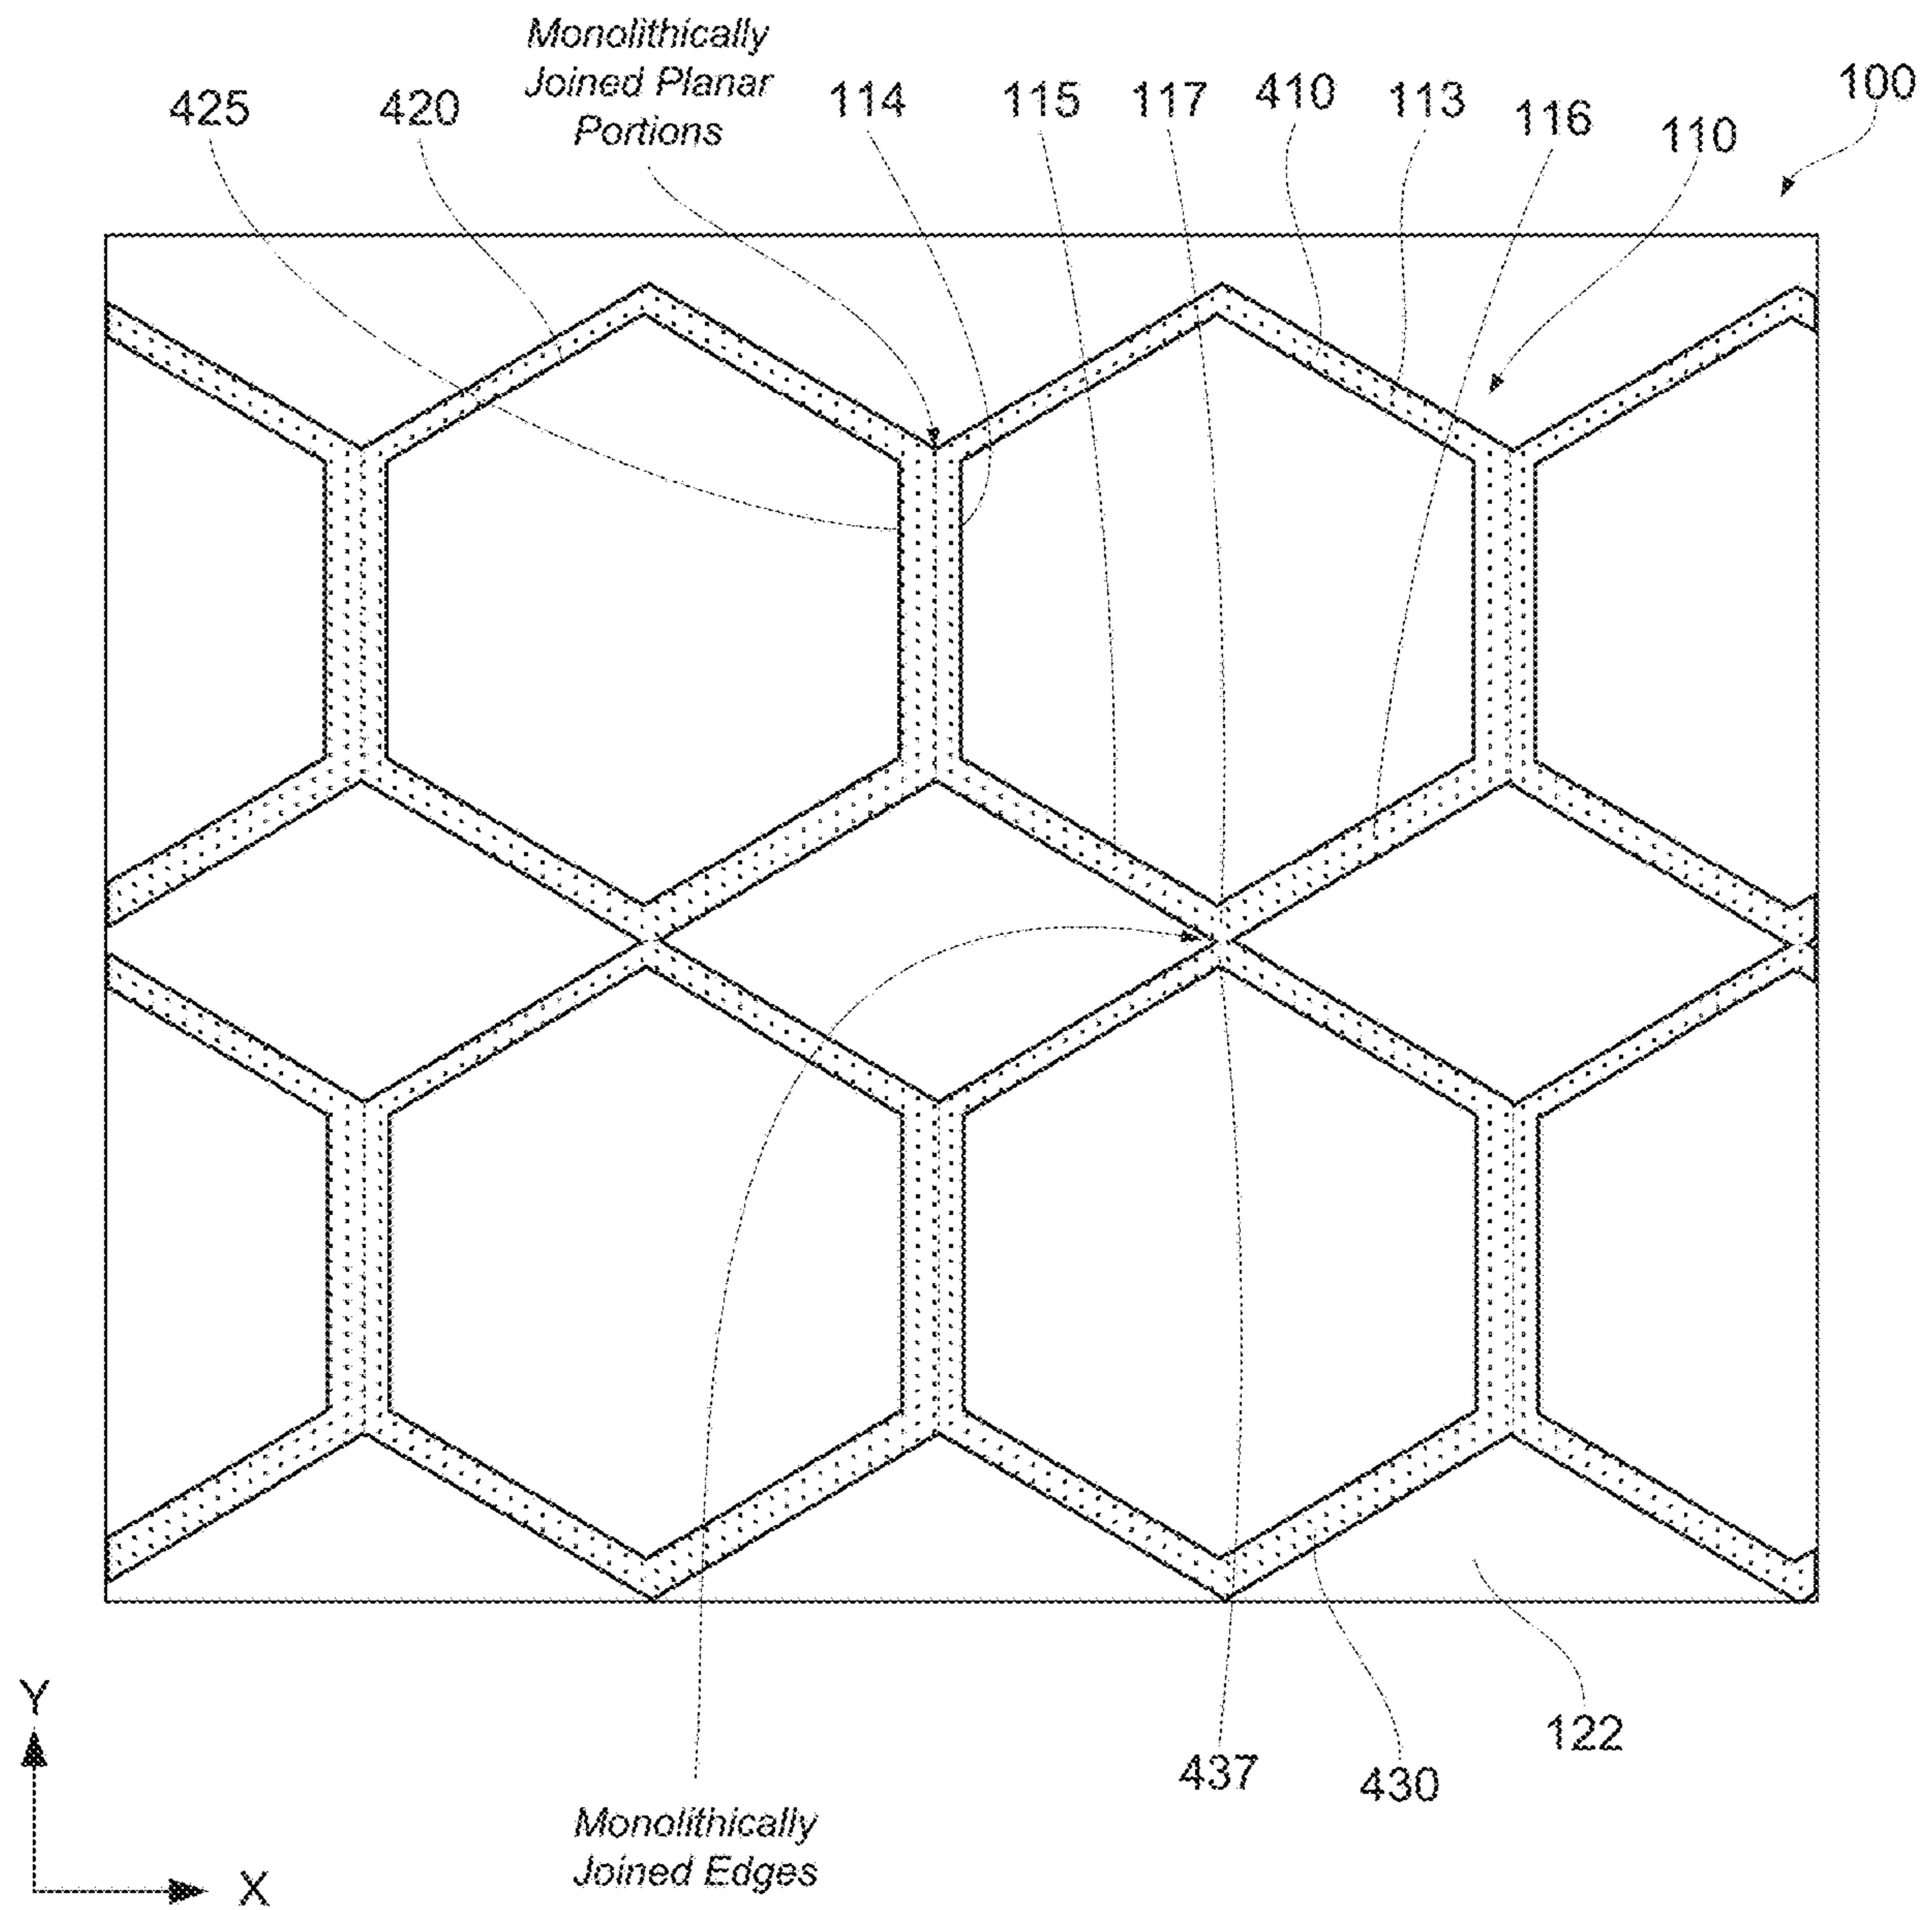 Monolithically
Joined Planar
Portions
425
420
114
115
117
410
113
116
110
100
Y
X
437
430
122
Monolithically
Joined Edges